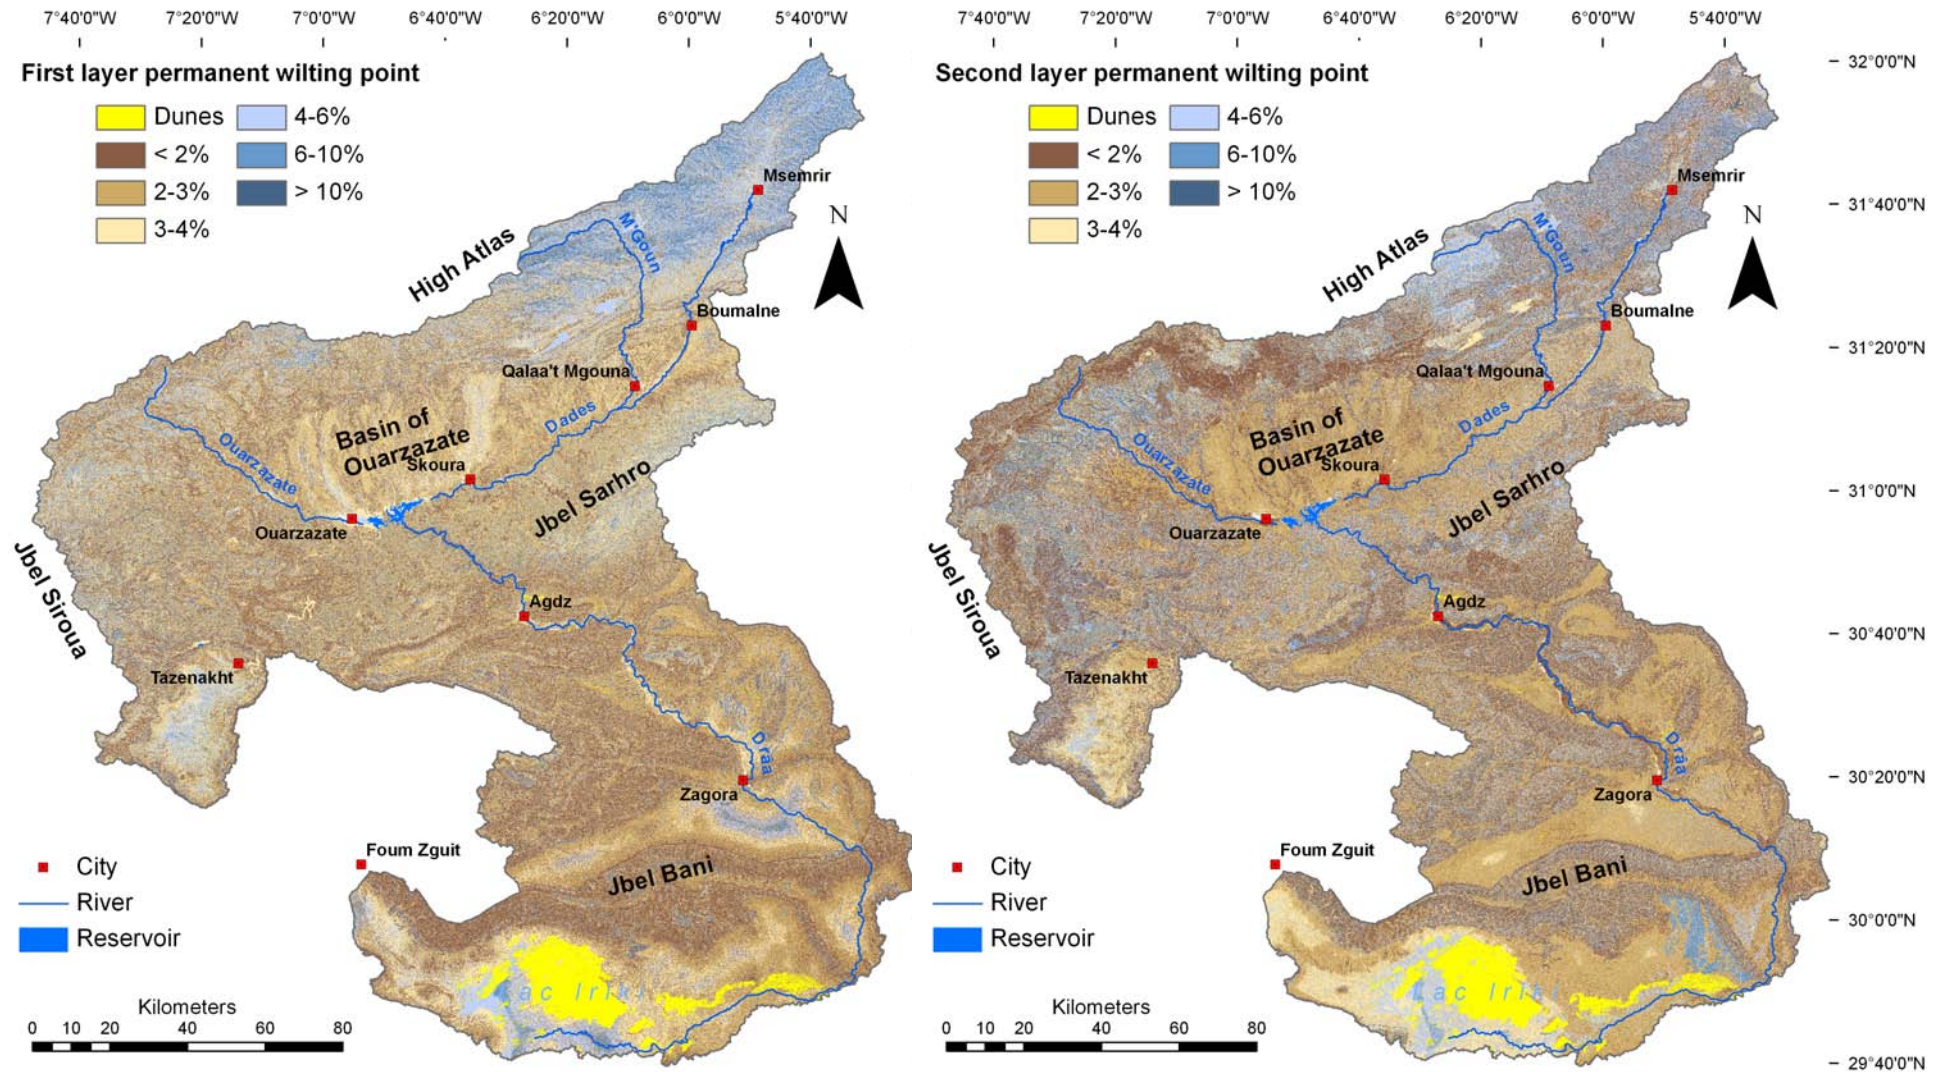 7°40'0"W 7°20'0"W 7°00'0"W 6°40'0"W 6°20'0"W 6°00'0"W 5°40'0"W
First layer permanent wilting point
Dunes 4-6%
< 2% 6-10%
2-3% > 10%
3-4%
Msemrir
N
M'Goun
High Atlas
Boumalne
Qalaa't Mgouna
Dades
Basin of
Ouarzazate
Skoura
Ouarzazate
Ouarzazate
Jbel Sarhro
Jbel Siroua
Agdz
Tazenakht
Drâa
Zagora
Foum Zguit
Jbel Bani
City
River
Reservoir
Lac Iriki
Kilometers
0 10 20 40 60 80
7°40'0"W 7°20'0"W 7°00'0"W 6°40'0"W 6°20'0"W 6°00'0"W 5°40'0"W
Second layer permanent wilting point
Dunes 4-6%
< 2% 6-10%
2-3% > 10%
3-4%
Msemrir
N
M'Goun
High Atlas
Boumalne
Qalaa't Mgouna
Dades
Basin of
Ouarzazate
Skoura
Ouarzazate
Ouarzazate
Jbel Sarhro
Jbel Siroua
Agdz
Tazenakht
Drâa
Zagora
Foum Zguit
Jbel Bani
City
River
Reservoir
Lac Iriki
Kilometers
0 10 20 40 60 80
32°0'0"N
31°40'0"N
31°20'0"N
31°0'0"N
30°40'0"N
30°20'0"N
30°0'0"N
29°40'0"N